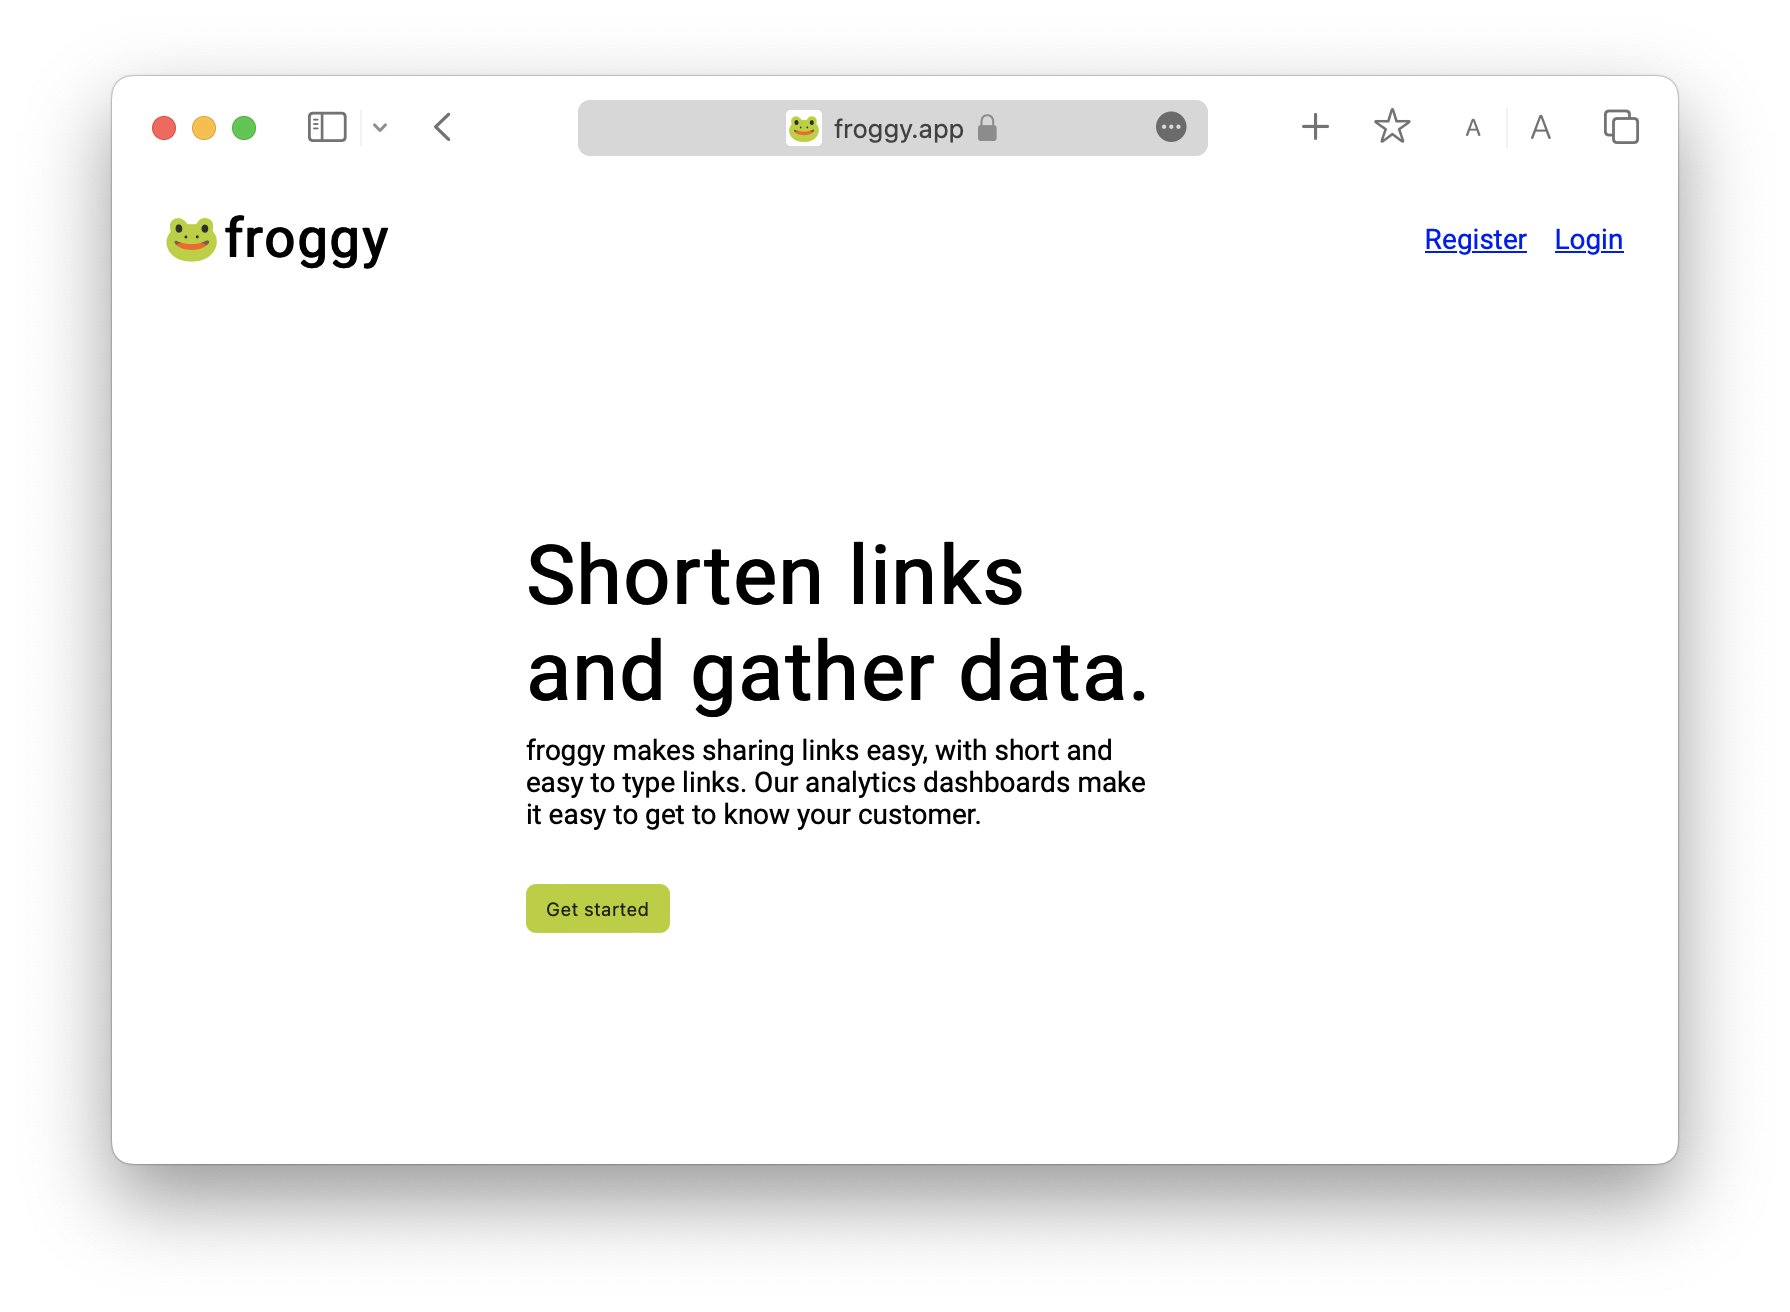 froggy.app
A A
froggy
Register Login
Shorten links
and gather data.
froggy makes sharing links easy, with short and
easy to type links. Our analytics dashboards make
it easy to get to know your customer.
Get started